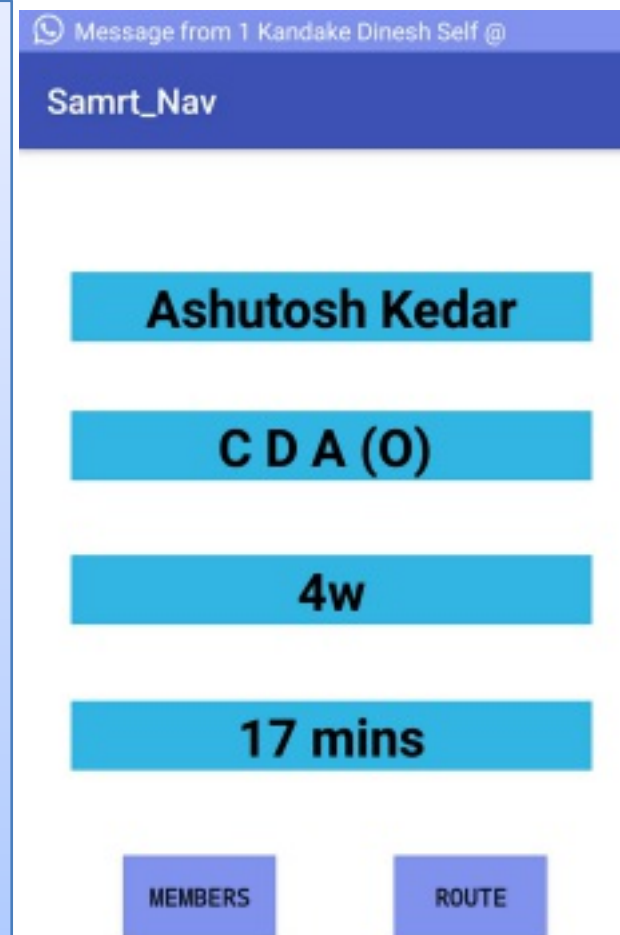 Message from 1 Kandake Dinesh Self @
Samrt_Nav
Ashutosh Kedar
C D A (O)
4w
17 mins
MEMBERS ROUTE